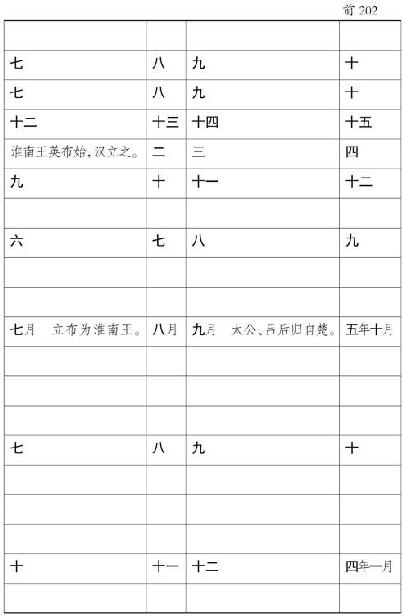 前202
七 八 九 十
七 八 九 十
十二 十三 十四 十五
淮南王英布始，汉立之。 二 三 四
九 十 十一 十二
六 七 八 九
七月 立布为淮南王。 八月 九月 太公、吕后归自楚。 五年十月
七 八 九 十
十 十一 十二 四年一月